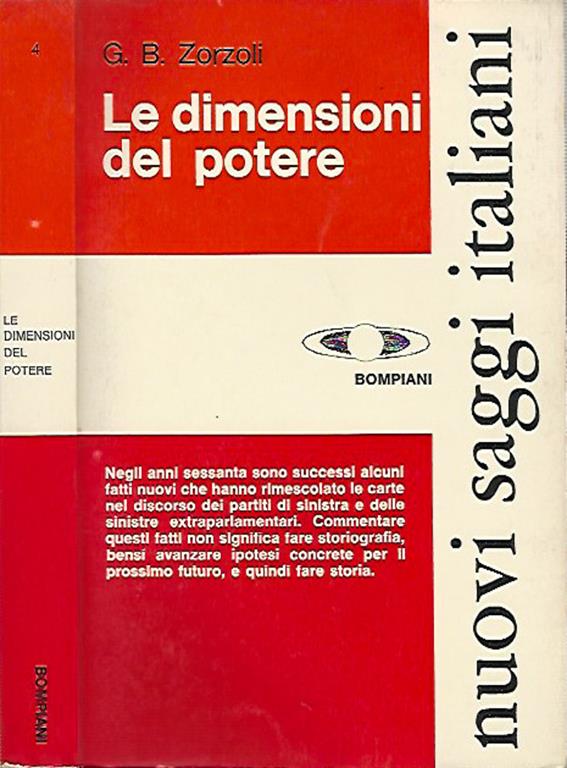 4
LE
DIMENSIONI
DEL
POTERE
BOMPIANI
G. B. Zorzoli
Le dimensioni
del potere
BOMPIANI
Negli anni sessanta sono successi alcuni
fatti nuovi che hanno rimescolato le carte
nel discorso dei partiti di sinistra e delle
sinistre extraparlamentari. Commentare
questi fatti non significa fare storiografia,
bensì avanzare ipotesi concrete per il
prossimo futuro, e quindi fare storia.
nuovi saggi italiani